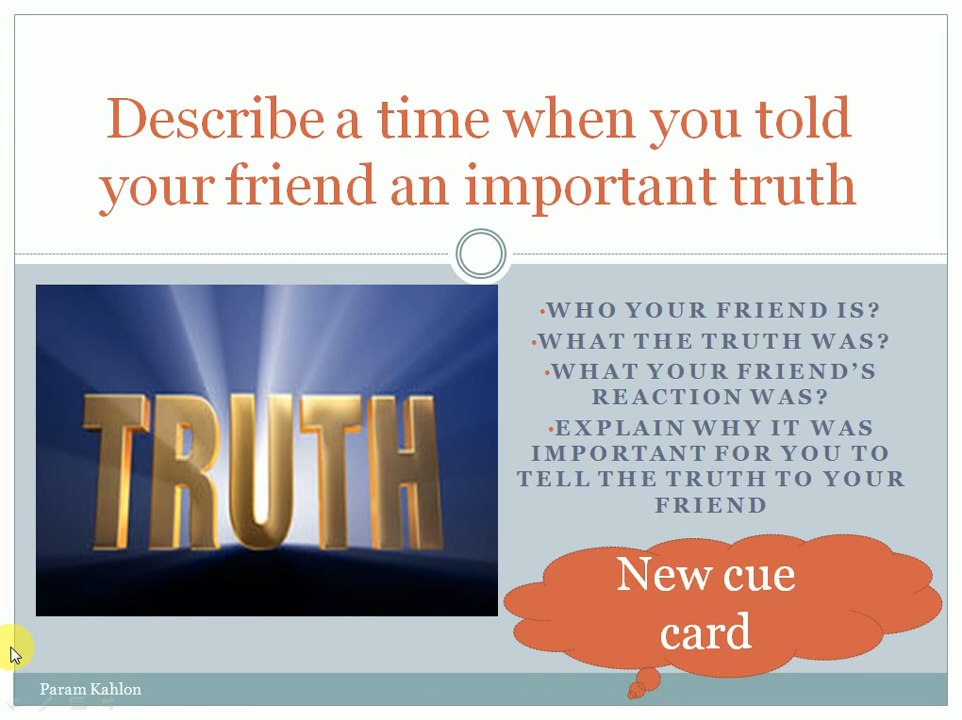 Describe a time when you told
your friend an important truth
TRUTH
•WHO YOUR FRIEND IS?
•WHAT THE TRUTH WAS?
•WHAT YOUR FRIEND’S
REACTION WAS?
•EXPLAIN WHY IT WAS
IMPORTANT FOR YOU TO
TELL THE TRUTH TO YOUR
FRIEND
New cue
card
Param Kahlon